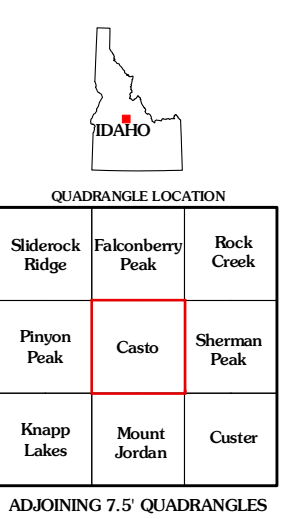 IDAHO
QUADRANGLE LOCATION
Sliderock
Ridge
Falconberry
Peak
Rock
Creek
Pinyon
Peak
Casto
Sherman
Peak
Knapp
Lakes
Mount
Jordan
Custer
ADJOINING 7.5' QUADRANGLES